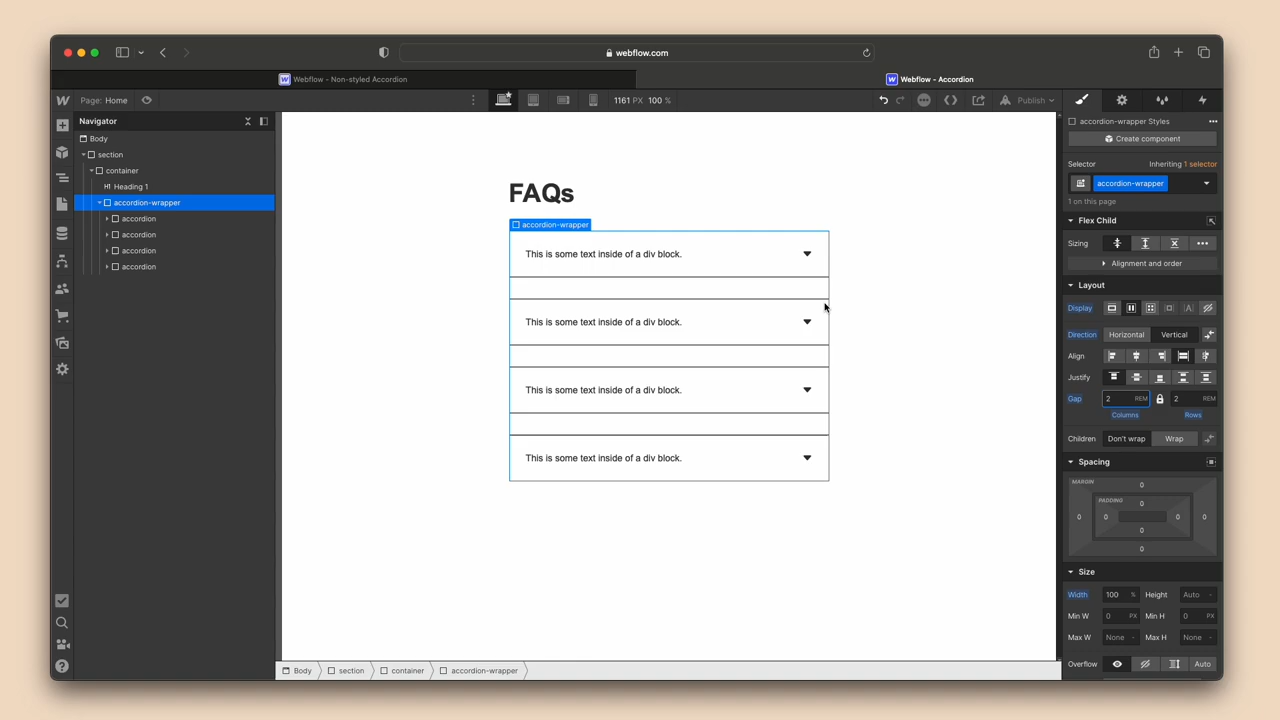 webflow.com
Webflow - Non-styled Accordion
Webflow - Accordion
Page: Home
1161 PX 100 %
Publish
Navigator
Body
section
container
H1 Heading 1
accordion-wrapper
accordion
accordion
accordion
accordion
FAQs
accordion-wrapper
This is some text inside of a div block.
This is some text inside of a div block.
This is some text inside of a div block.
This is some text inside of a div block.
Body
section
container
accordion-wrapper
accordion-wrapper Styles
Create component
Selector
Inheriting 1 selector
accordion-wrapper
1 on this page
Flex Child
Sizing
Alignment and order
Layout
Display
Direction Horizontal Vertical
Align
Justify
Gap 2 REM 2 REM
Columns Rows
Children Don't wrap Wrap
Spacing
MARGIN
0
PADDING
0
0 0 0 0
0
0
Size
Width 100 % Height Auto -
Min W 0 PX Min H 0 PX
Max W None - Max H None -
Overflow Auto